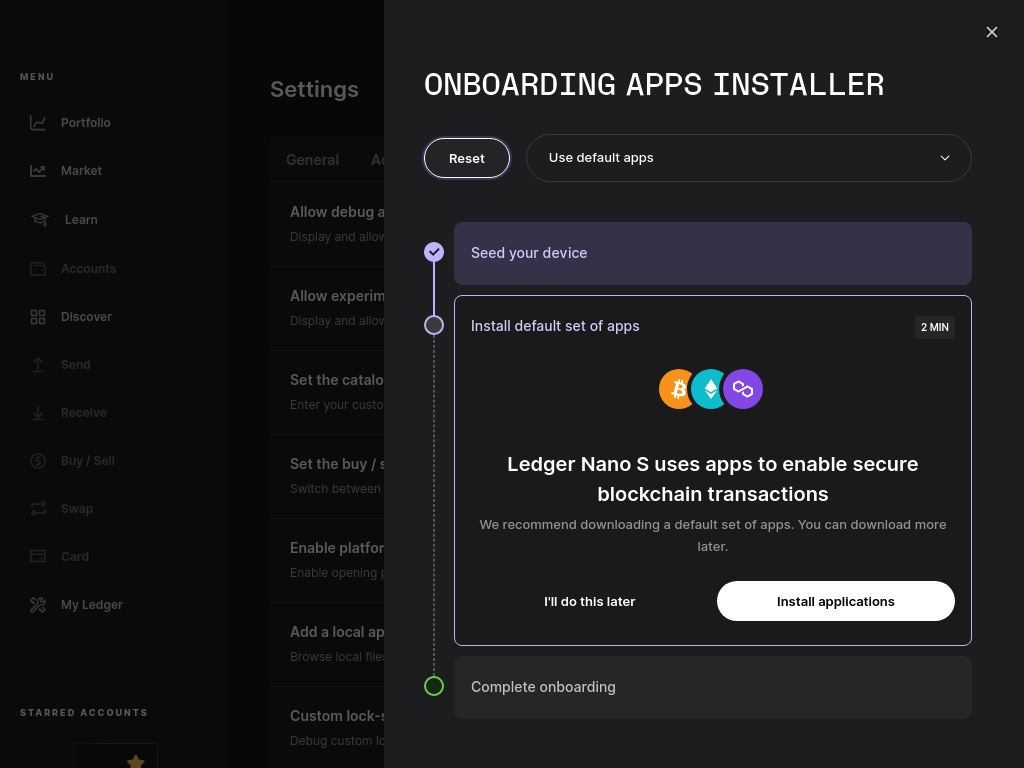 MENU
Portfolio
Market
Learn
Accounts
Discover
Send
Receive
Buy / Sell
Swap
Card
My Ledger
STARRED ACCOUNTS
Settings
General
Allow debug a
Display and allow
Allow experim
Display and allow
Set the catalo
Enter your custo
Set the buy / s
Switch between
Enable platfor
Enable opening p
Add a local ap
Browse local files
Custom lock-s
Debug custom lo
ONBOARDING APPS INSTALLER
Reset
Use default apps
Seed your device
Install default set of apps
2 MIN
Ledger Nano S uses apps to enable secure
blockchain transactions
We recommend downloading a default set of apps. You can download more
later.
I'll do this later
Install applications
Complete onboarding